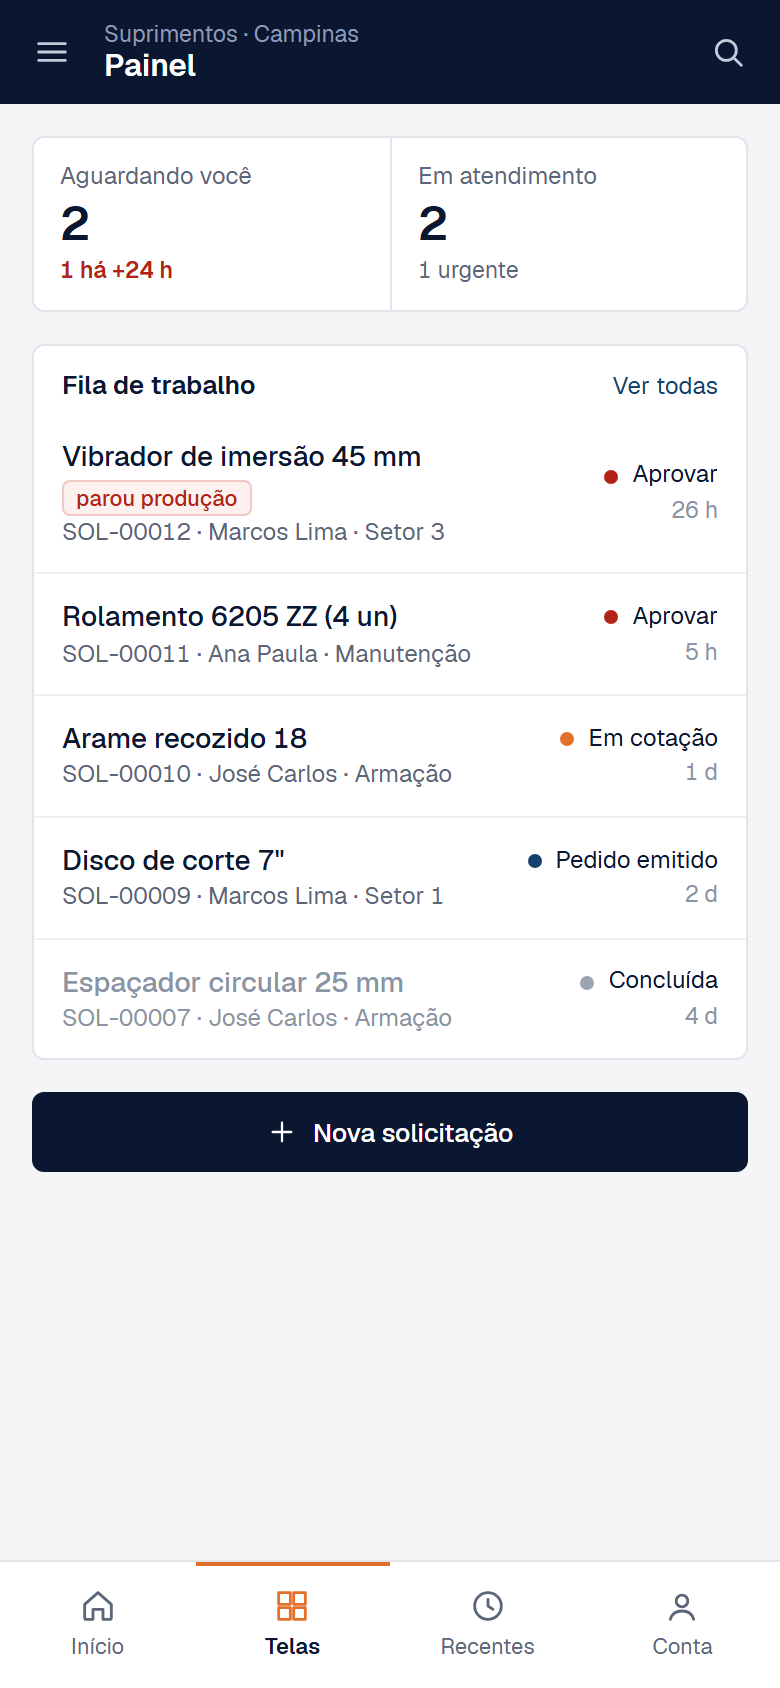 Suprimentos · Campinas
Painel
Aguardando você
2
1 há +24 h
Em atendimento
2
1 urgente
Fila de trabalho
Ver todas
Vibrador de imersão 45 mm
parou produção
SOL-00012 · Marcos Lima · Setor 3
Aprovar
26 h
Rolamento 6205 ZZ (4 un)
SOL-00011 · Ana Paula · Manutenção
Aprovar
5 h
Arame recozido 18
SOL-00010 · José Carlos · Armação
Em cotação
1 d
Disco de corte 7"
SOL-00009 · Marcos Lima · Setor 1
Pedido emitido
2 d
Espaçador circular 25 mm
SOL-00007 · José Carlos · Armação
Concluída
4 d
Nova solicitação
Início
Telas
Recentes
Conta